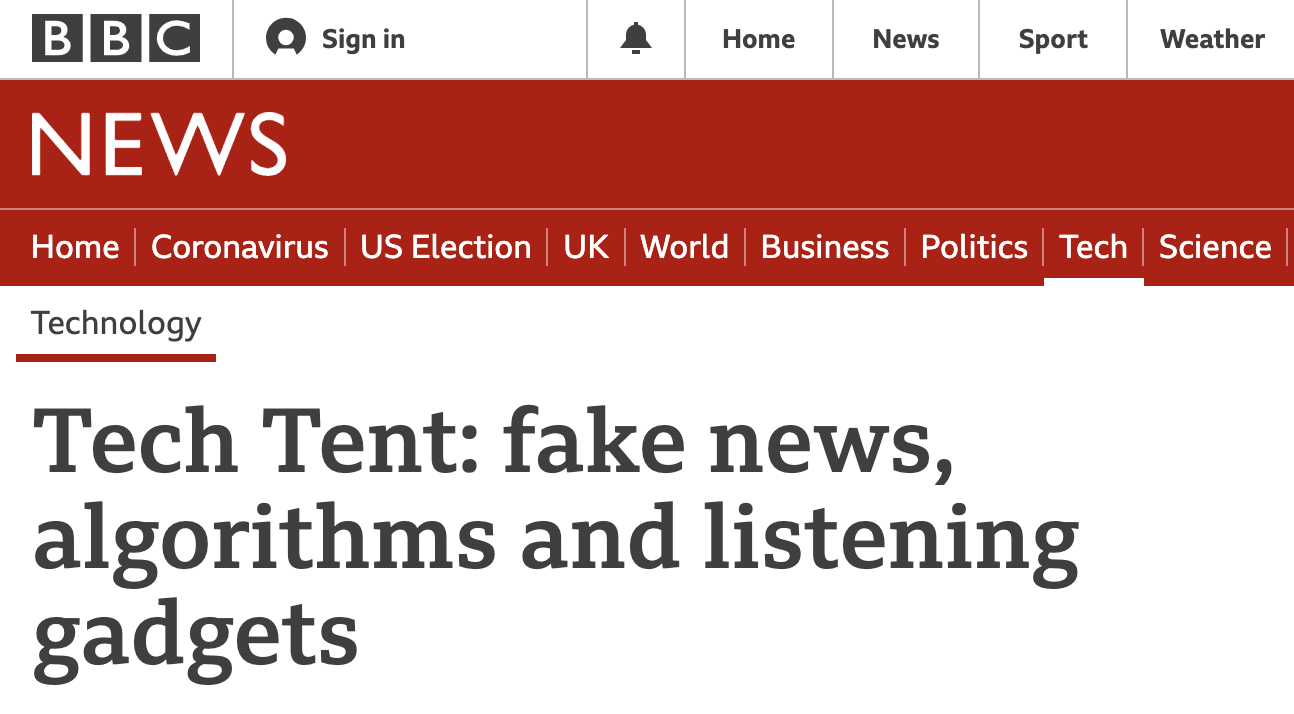 BBC Sign in Home News Sport Weather
NEWS
Home Coronavirus US Election UK World Business Politics Tech Science
Technology
Tech Tent: fake news,
algorithms and listening
gadgets